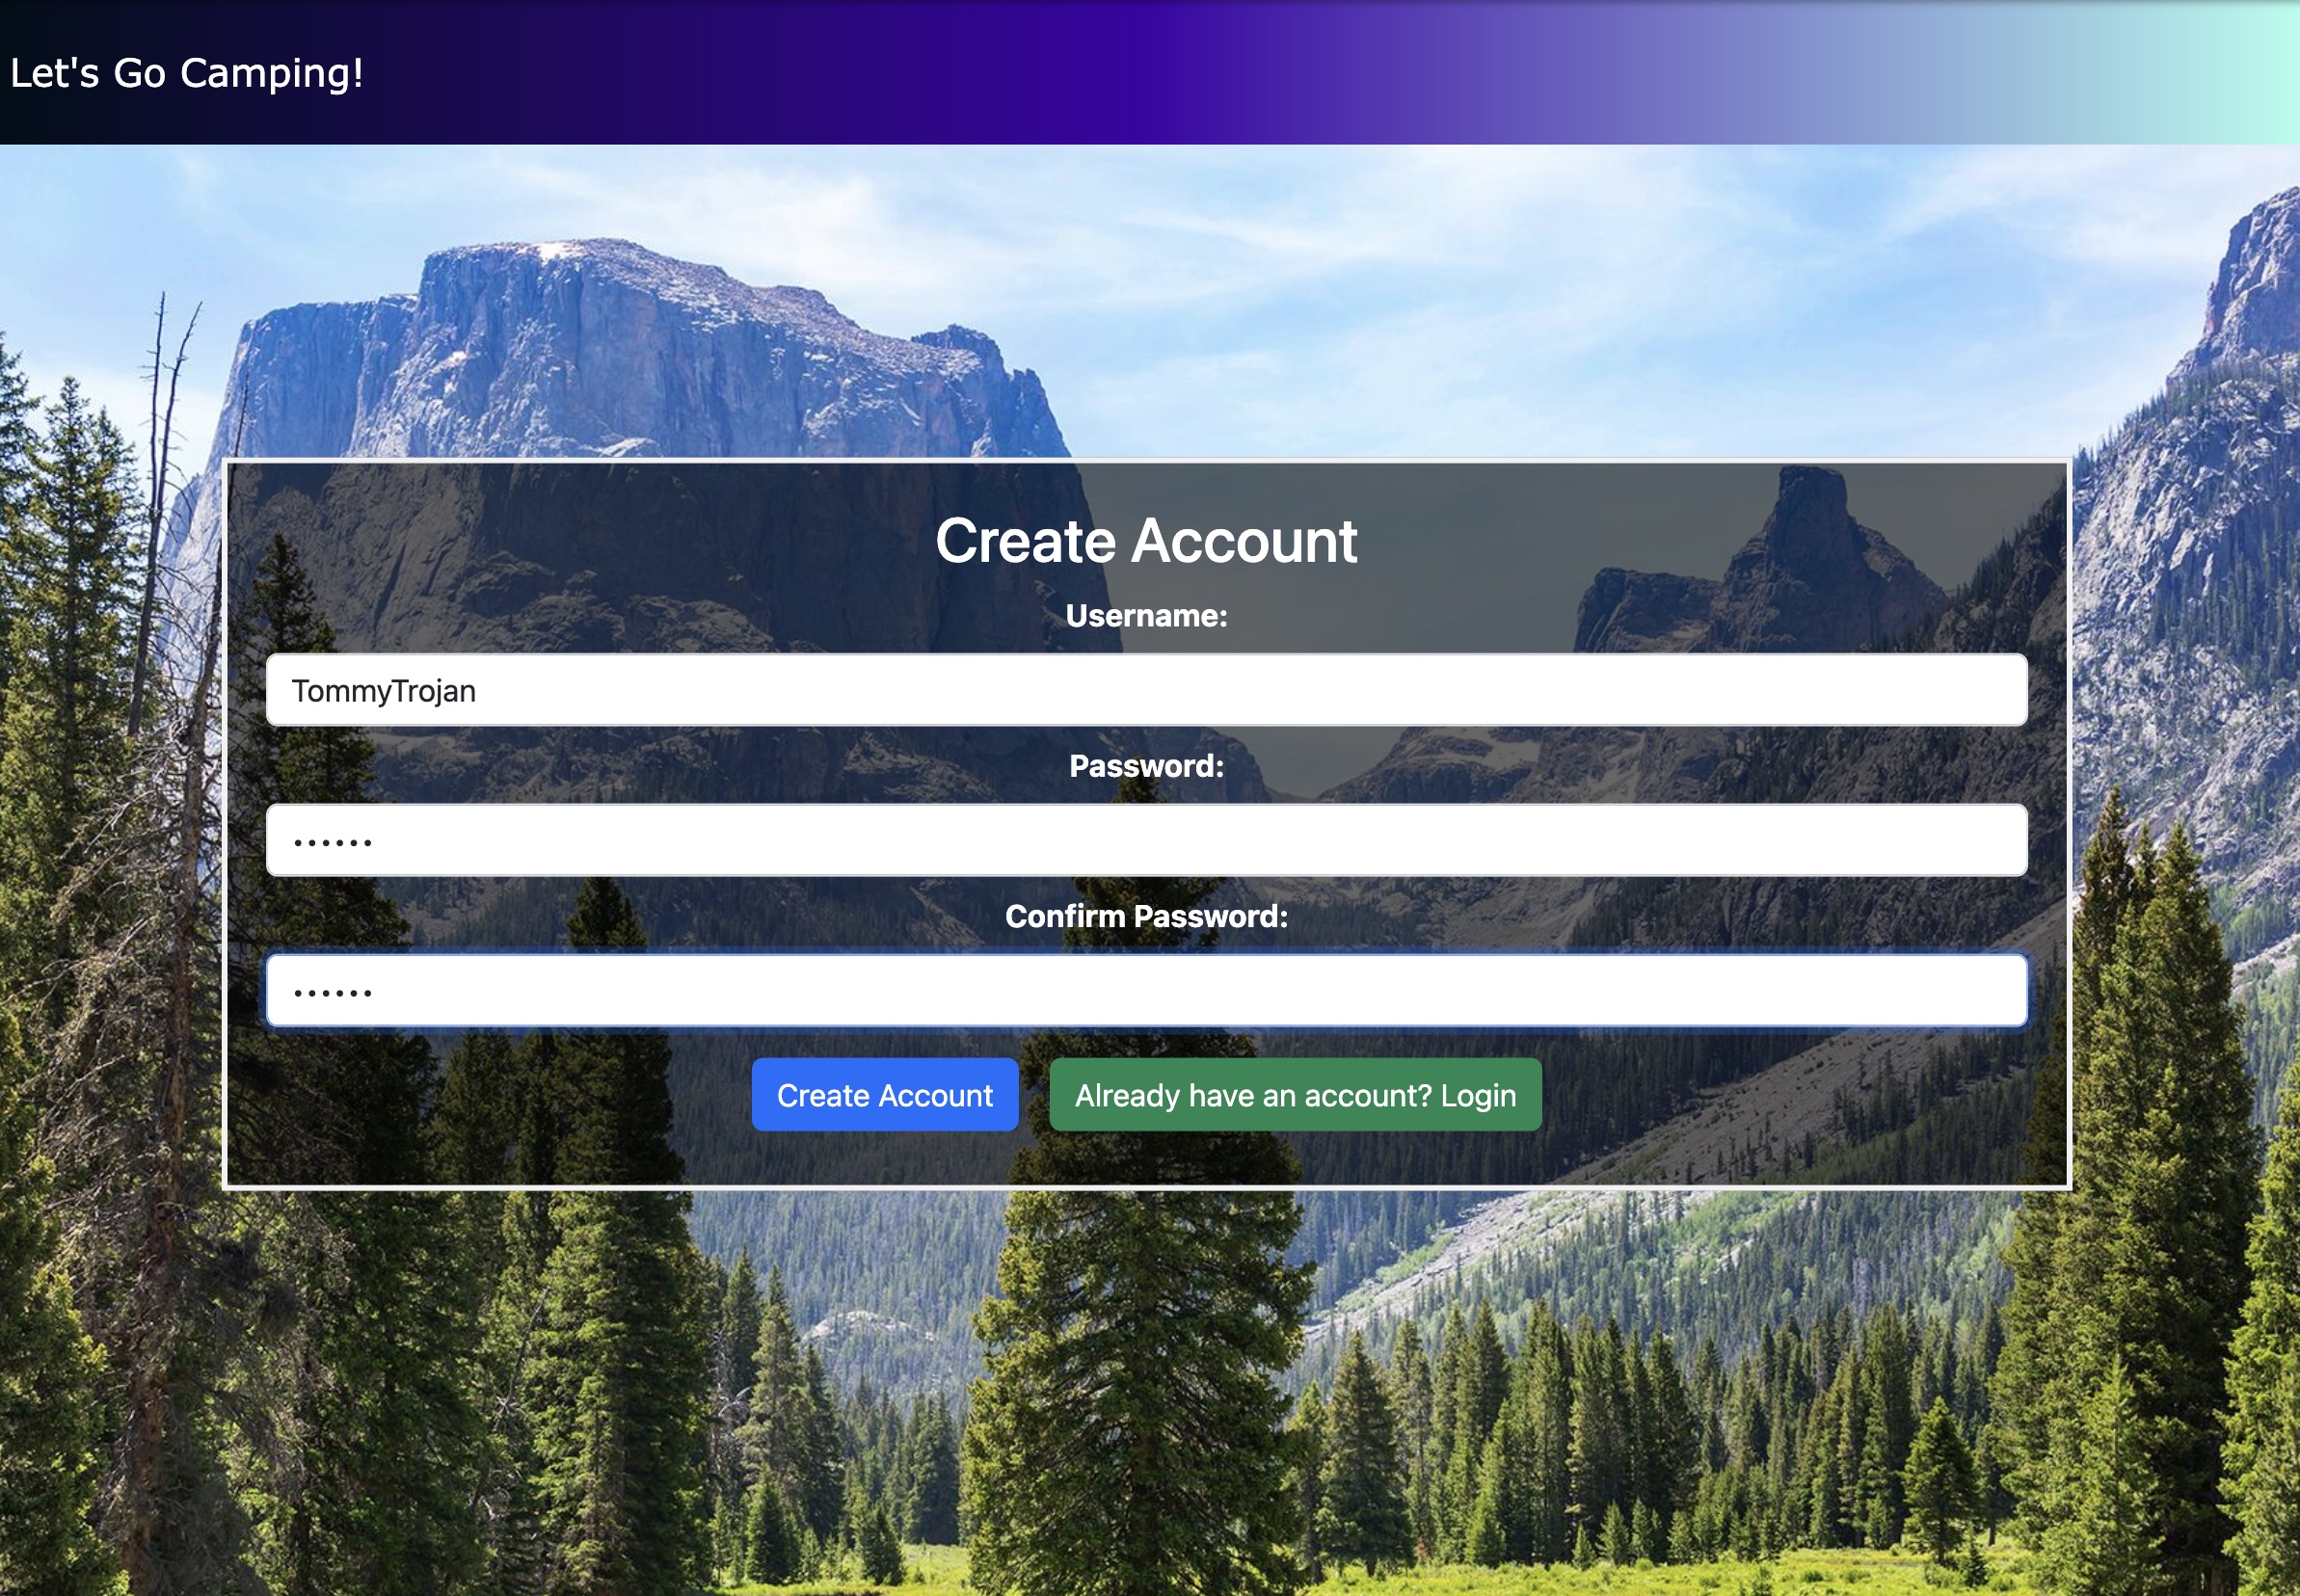 Let's Go Camping!
Create Account
Username:
TommyTrojan
Password:
••••••
Confirm Password:
••••••
Create Account
Already have an account? Login